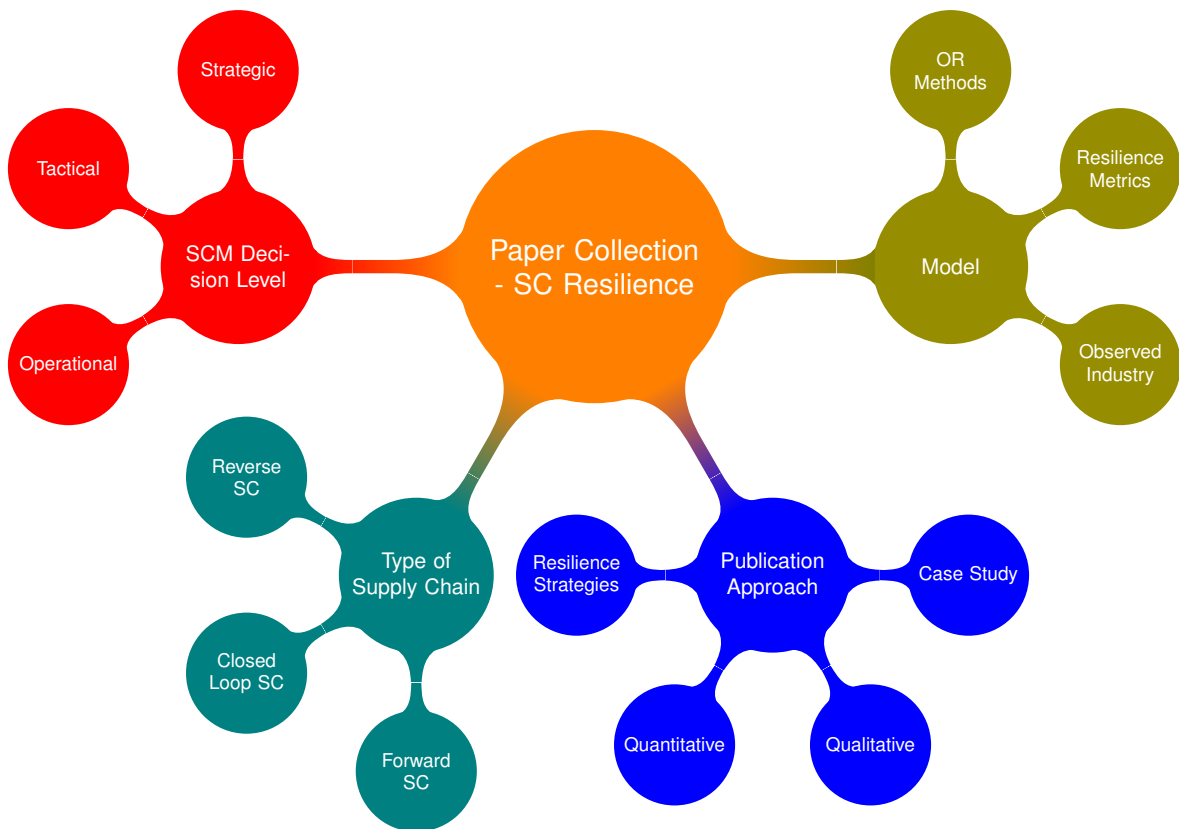 Strategic
Tactical
SCM Deci-
sion Level
Operational
Paper Collection
- SC Resilience
OR
Methods
Resilience
Metrics
Model
Observed
Industry
Reverse
SC
Type of
Supply Chain
Closed
Loop SC
Forward
SC
Resilience
Strategies
Publication
Approach
Case Study
Quantitative
Qualitative